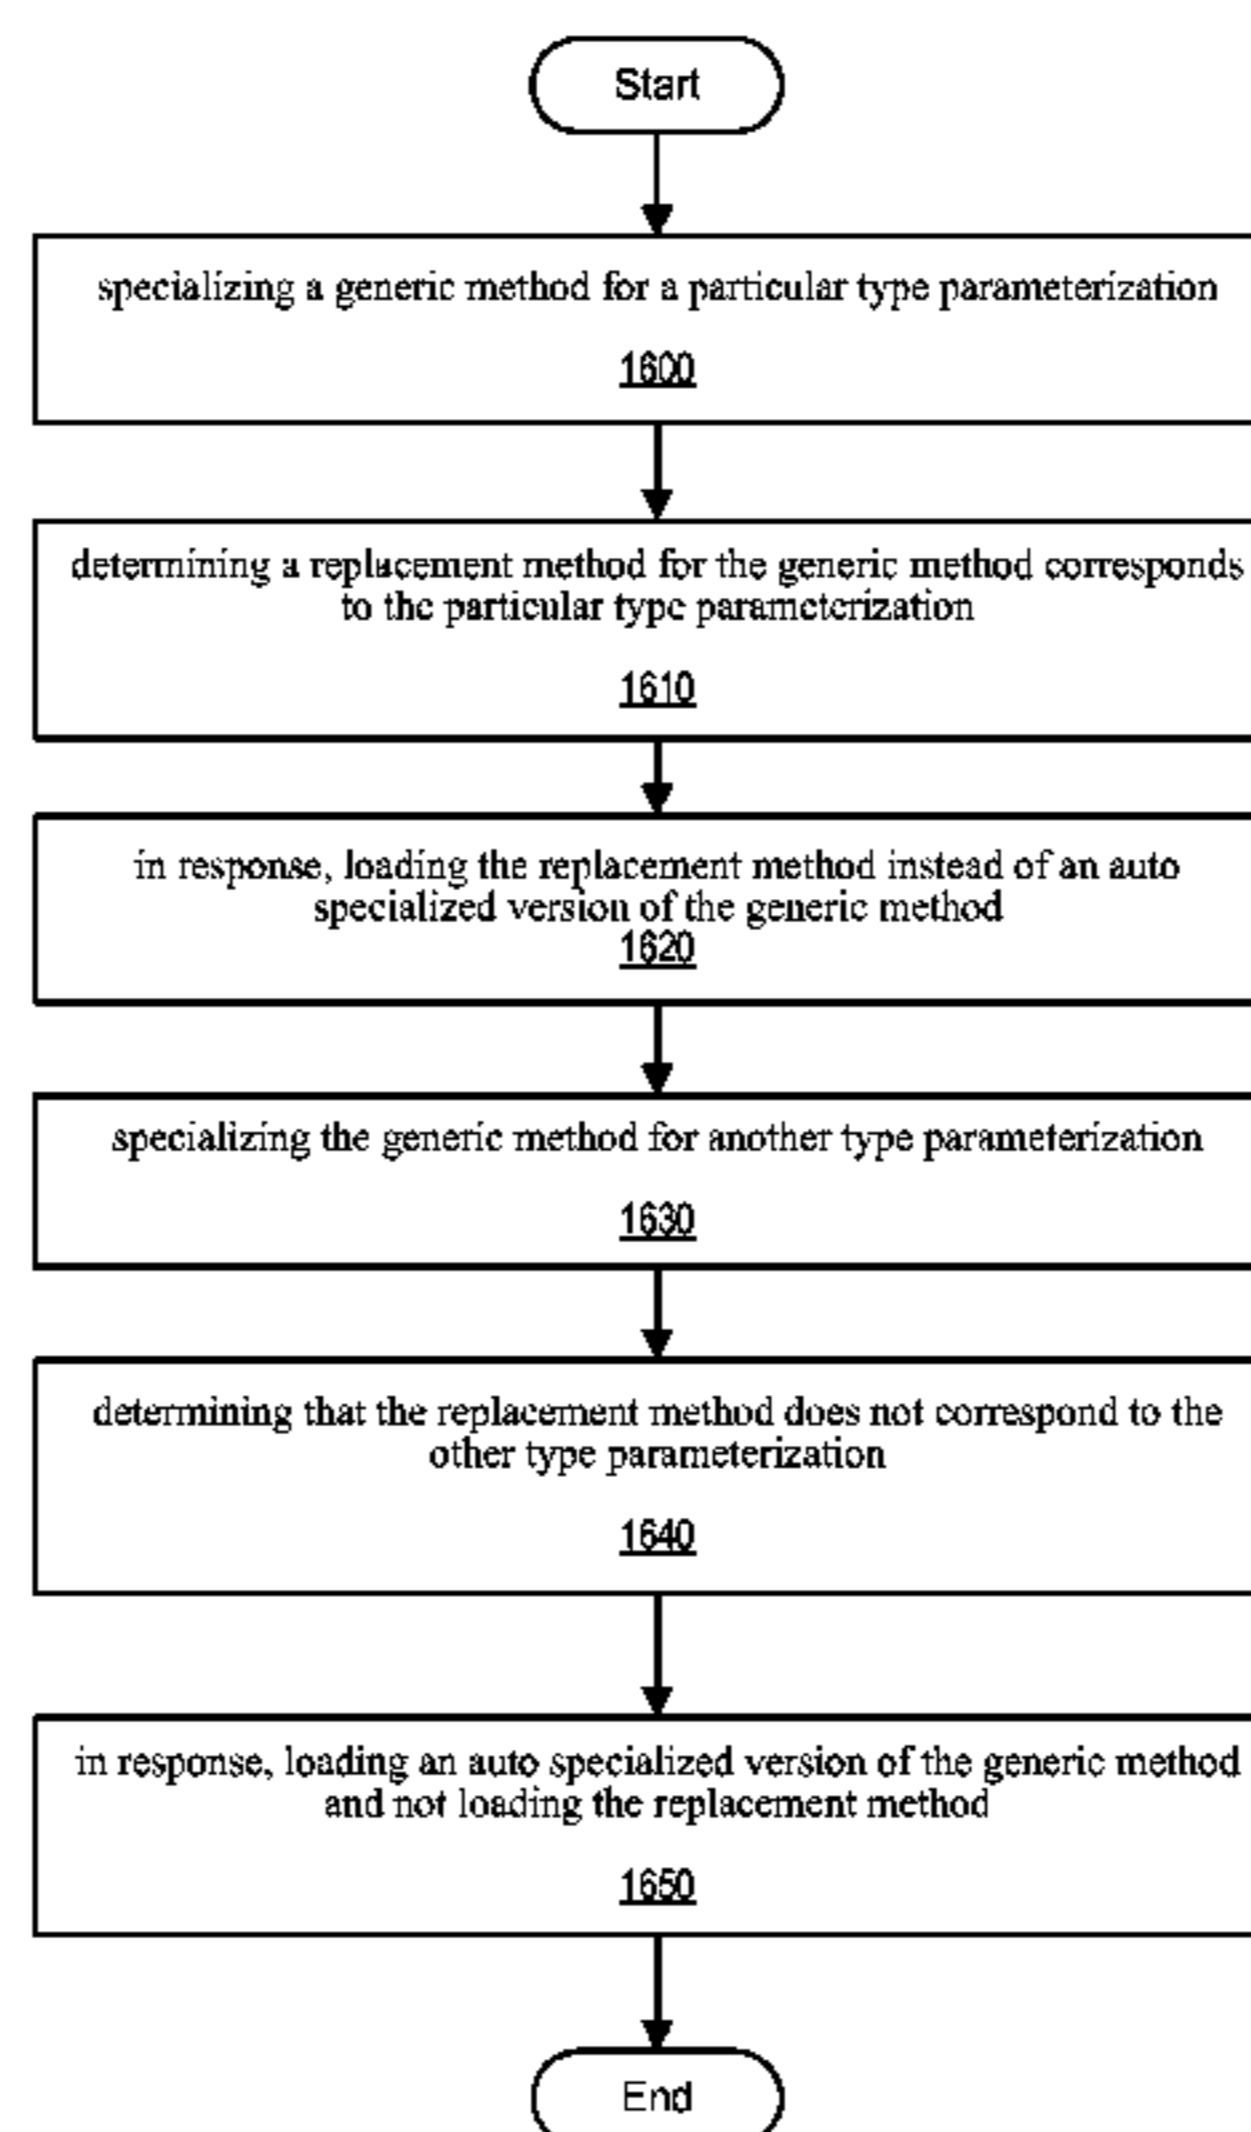 Start
specializing a generic method for a particular type parameterization
1600
determining a replacement method for the generic method corresponds
to the particular type parameterization
1610
in response, loading the replacement method instead of an auto
specialized version of the generic method
1620
specializing the generic method for another type parameterization
1630
determining that the replacement method does not correspond to the
other type parameterization
1640
in response, loading an auto specialized version of the generic method
and not loading the replacement method
1650
End